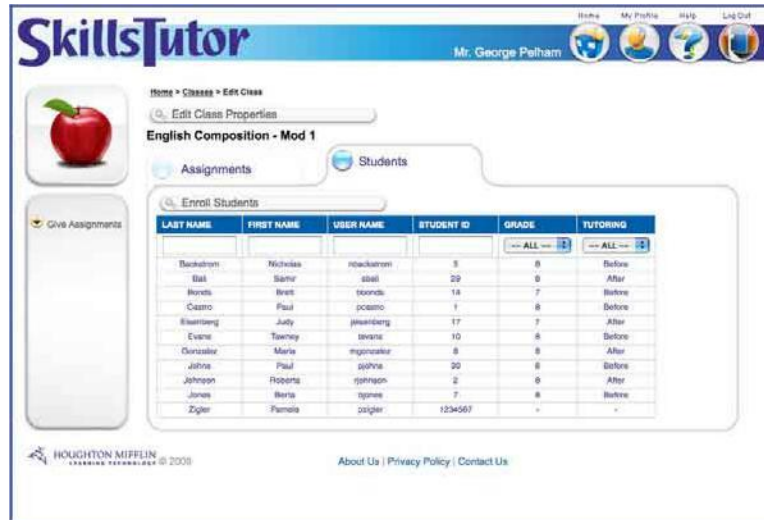 Home My Profile Help Log Out
SkillsTutor
Mr. George Pelham
Home > Classes > Edit Class
Edit Class Properties
English Composition - Mod 1
Assignments Students
Enroll Students
Give Assignments
LAST NAME FIRST NAME USER NAME STUDENT ID GRADE TUTORING
-- ALL -- -- ALL --
Backstrom Nicholas nbackstrom 5 8 Before
Ball Samir sball 29 8 After
Bonds Brett bbonds 14 7 Before
Castro Paul pcastro 1 8 Before
Eisenberg Judy jeisenberg 17 7 After
Evans Tawney tevans 10 8 Before
Gonzalez Maria mgonzalez 8 After
Johns Paul pjohns 8 Before
Johnson Roberta rjohnson 2 8 After
Jones Berta 7 8 Before
Zigler Pamela pzigler 1234567 - -
HOUGHTON MIFFLIN
LEARNING TECHNOLOGY © 2008
About Us | Privacy Policy | Contact Us